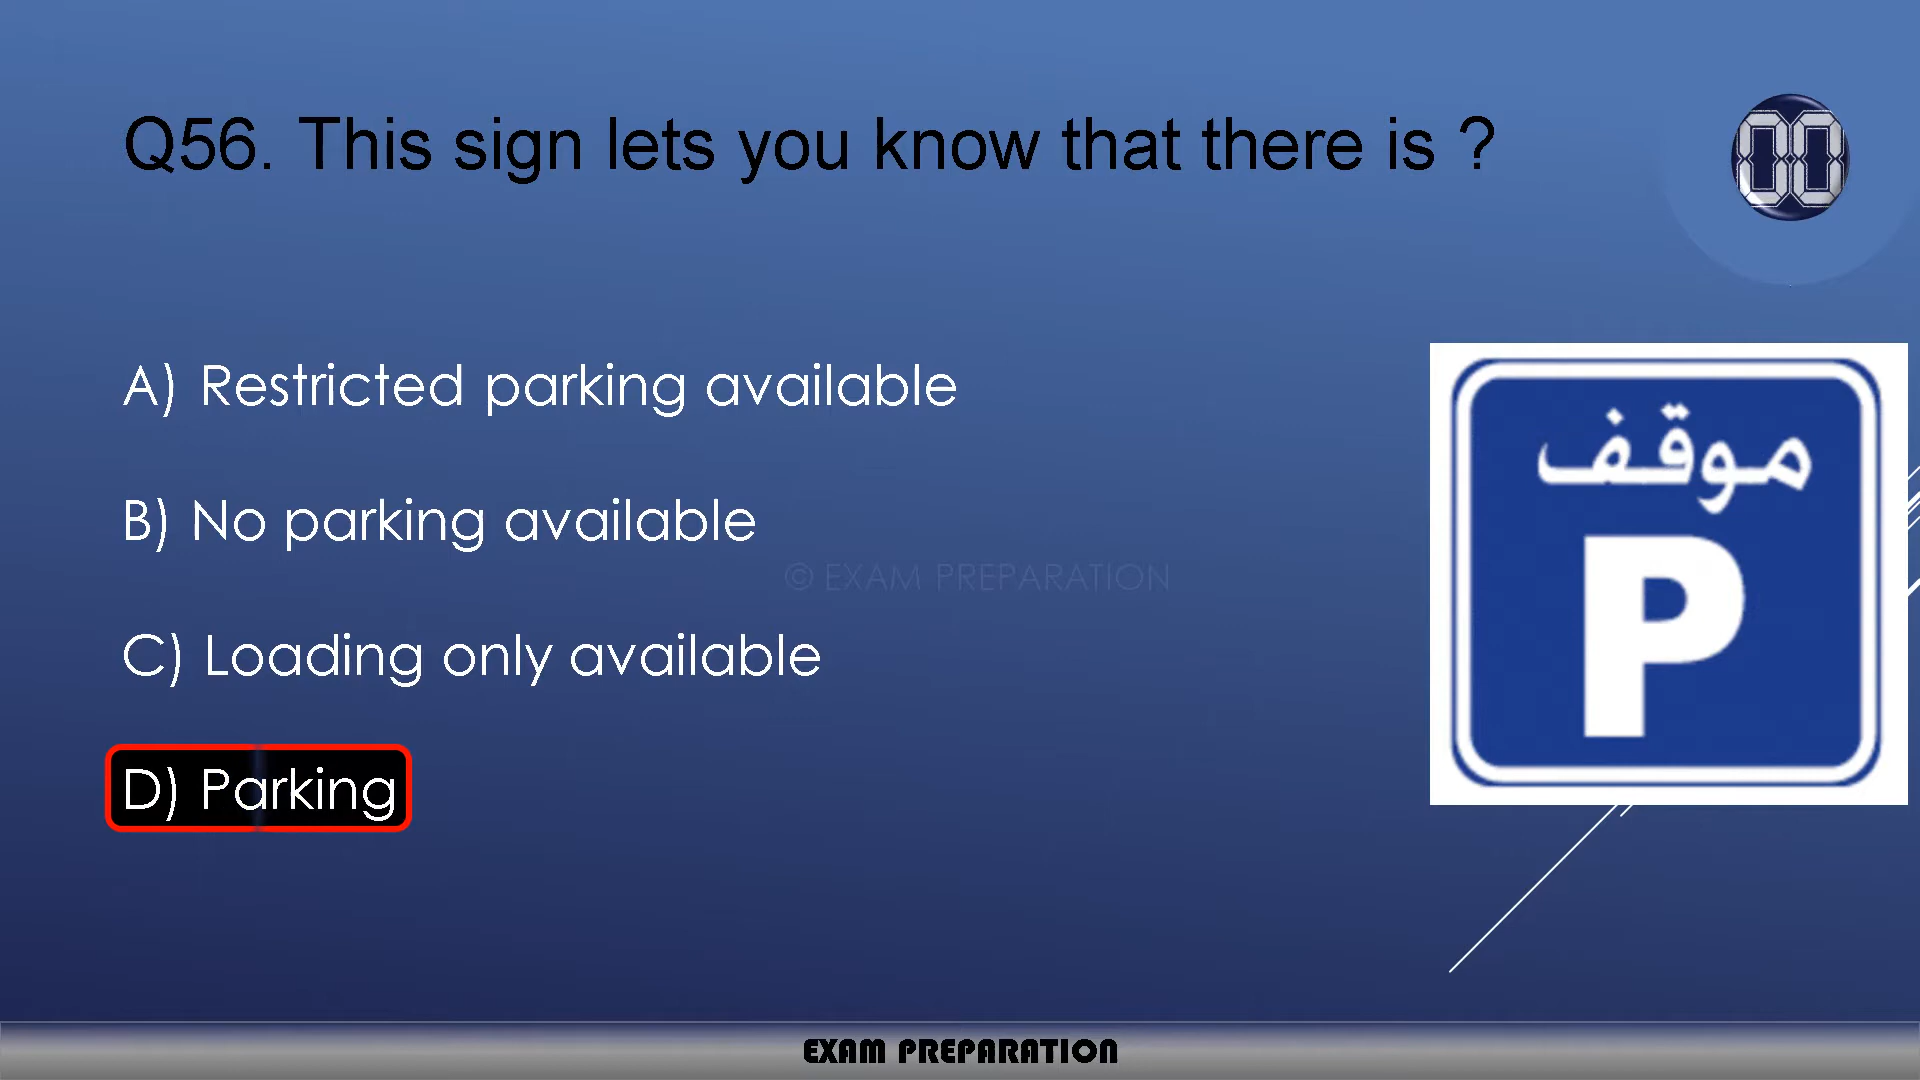 Q56. This sign lets you know that there is ?
00
A) Restricted parking available
B) No parking available
C) Loading only available
D) Parking
موقف
P
© EXAM PREPARATION
EXAM PREPARATION